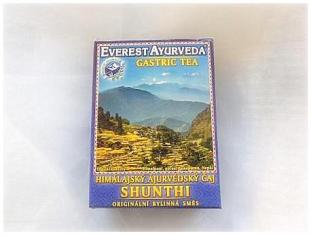 EVEREST AYURVEDA
GASTRIC TEA
HIMALÁJSKÝ AJURVÉDSKÝ ČAJ
SHUNTHI
ORIGINÁLNÍ BYLINNÁ SMĚS